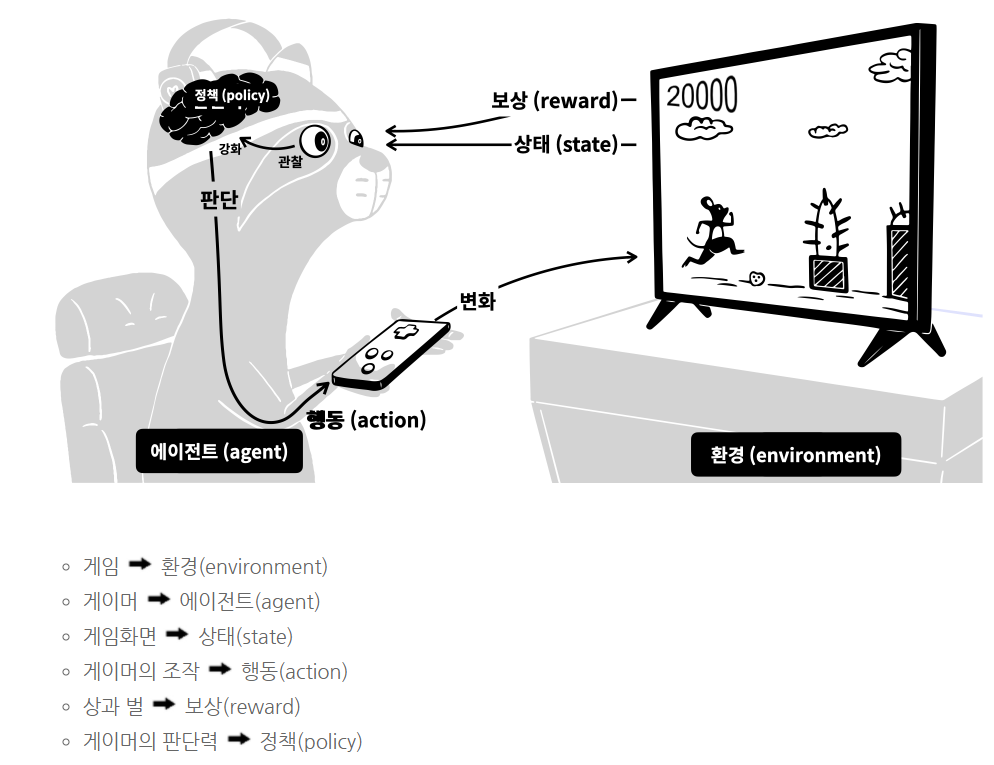 정책 (policy)
보상 (reward)
20000
상태 (state)
강화
관찰
판단
변화
행동 (action)
에이전트 (agent)
환경 (environment)
게임 ➡ 환경(environment)
게이머 ➡ 에이전트(agent)
게임화면 ➡ 상태(state)
게이머의 조작 ➡ 행동(action)
상과 벌 ➡ 보상(reward)
게이머의 판단력 ➡ 정책(policy)